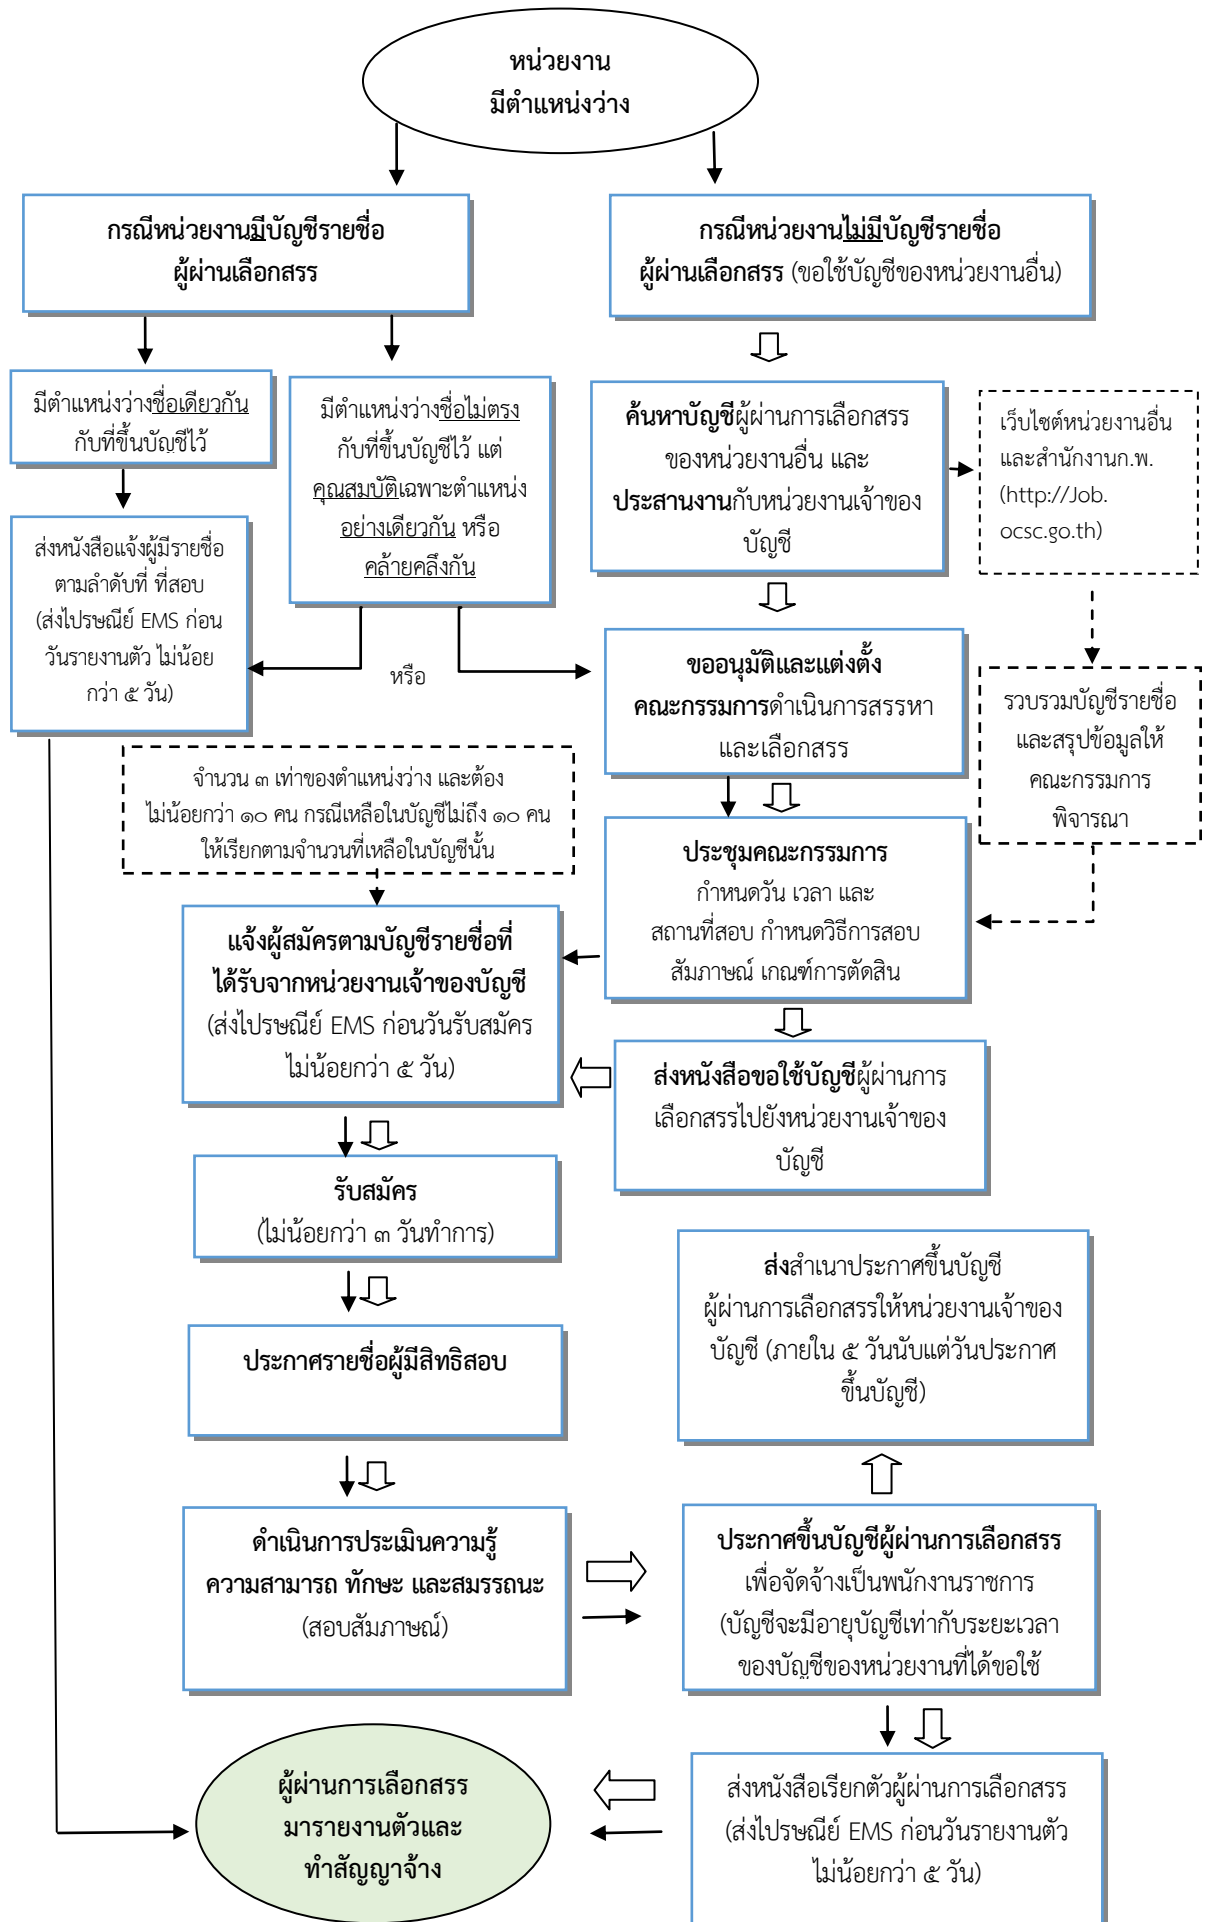 หน่วยงาน
มีตำแหน่งว่าง
กรณีหน่วยงานมีบัญชีรายชื่อ
ผู้ผ่านเลือกสรร
กรณีหน่วยงานไม่มีบัญชีรายชื่อ
ผู้ผ่านเลือกสรร (ขอใช้บัญชีของหน่วยงานอื่น)
มีตำแหน่งว่างชื่อเดียวกัน
กับที่ขึ้นบัญชีไว้
มีตำแหน่งว่างชื่อไม่ตรง
กับที่ขึ้นบัญชีไว้ แต่
คุณสมบัติเฉพาะตำแหน่ง
อย่างเดียวกัน หรือ
คล้ายคลึงกัน
ค้นหาบัญชีผู้ผ่านการเลือกสรร
ของหน่วยงานอื่น และ
ประสานงานกับหน่วยงานเจ้าของ
บัญชี
เว็บไซต์หน่วยงานอื่น
และสำนักงานก.พ.
(http://Job.
ocsc.go.th)
ส่งหนังสือแจ้งผู้มีรายชื่อ
ตามลำดับที่ ที่สอบ
(ส่งไปรษณีย์ EMS ก่อน
วันรายงานตัว ไม่น้อย
กว่า ๕ วัน)
หรือ
ขออนุมัติและแต่งตั้ง
คณะกรรมการดำเนินการสรรหา
และเลือกสรร
รวบรวมบัญชีรายชื่อ
และสรุปข้อมูลให้
คณะกรรมการ
พิจารณา
จำนวน ๓ เท่าของตำแหน่งว่าง และต้อง
ไม่น้อยกว่า ๑๐ คน กรณีเหลือในบัญชีไม่ถึง ๑๐ คน
ให้เรียกตามจำนวนที่เหลือในบัญชีนั้น
ประชุมคณะกรรมการ
กำหนดวัน เวลา และ
สถานที่สอบ กำหนดวิธีการสอบ
สัมภาษณ์ เกณฑ์การตัดสิน
แจ้งผู้สมัครตามบัญชีรายชื่อที่
ได้รับจากหน่วยงานเจ้าของบัญชี
(ส่งไปรษณีย์ EMS ก่อนวันรับสมัคร
ไม่น้อยกว่า ๕ วัน)
ส่งหนังสือขอใช้บัญชีผู้ผ่านการ
เลือกสรรไปยังหน่วยงานเจ้าของ
บัญชี
รับสมัคร
(ไม่น้อยกว่า ๓ วันทำการ)
ส่งสำเนาประกาศขึ้นบัญชี
ผู้ผ่านการเลือกสรรให้หน่วยงานเจ้าของ
บัญชี (ภายใน ๕ วันนับแต่วันประกาศ
ขึ้นบัญชี)
ประกาศรายชื่อผู้มีสิทธิสอบ
ดำเนินการประเมินความรู้
ความสามารถ ทักษะ และสมรรถนะ
(สอบสัมภาษณ์)
ประกาศขึ้นบัญชีผู้ผ่านการเลือกสรร
เพื่อจัดจ้างเป็นพนักงานราชการ
(บัญชีจะมีอายุบัญชีเท่ากับระยะเวลา
ของบัญชีของหน่วยงานที่ได้ขอใช้
ผู้ผ่านการเลือกสรร
มารายงานตัวและ
ทำสัญญาจ้าง
ส่งหนังสือเรียกตัวผู้ผ่านการเลือกสรร
(ส่งไปรษณีย์ EMS ก่อนวันรายงานตัว
ไม่น้อยกว่า ๕ วัน)